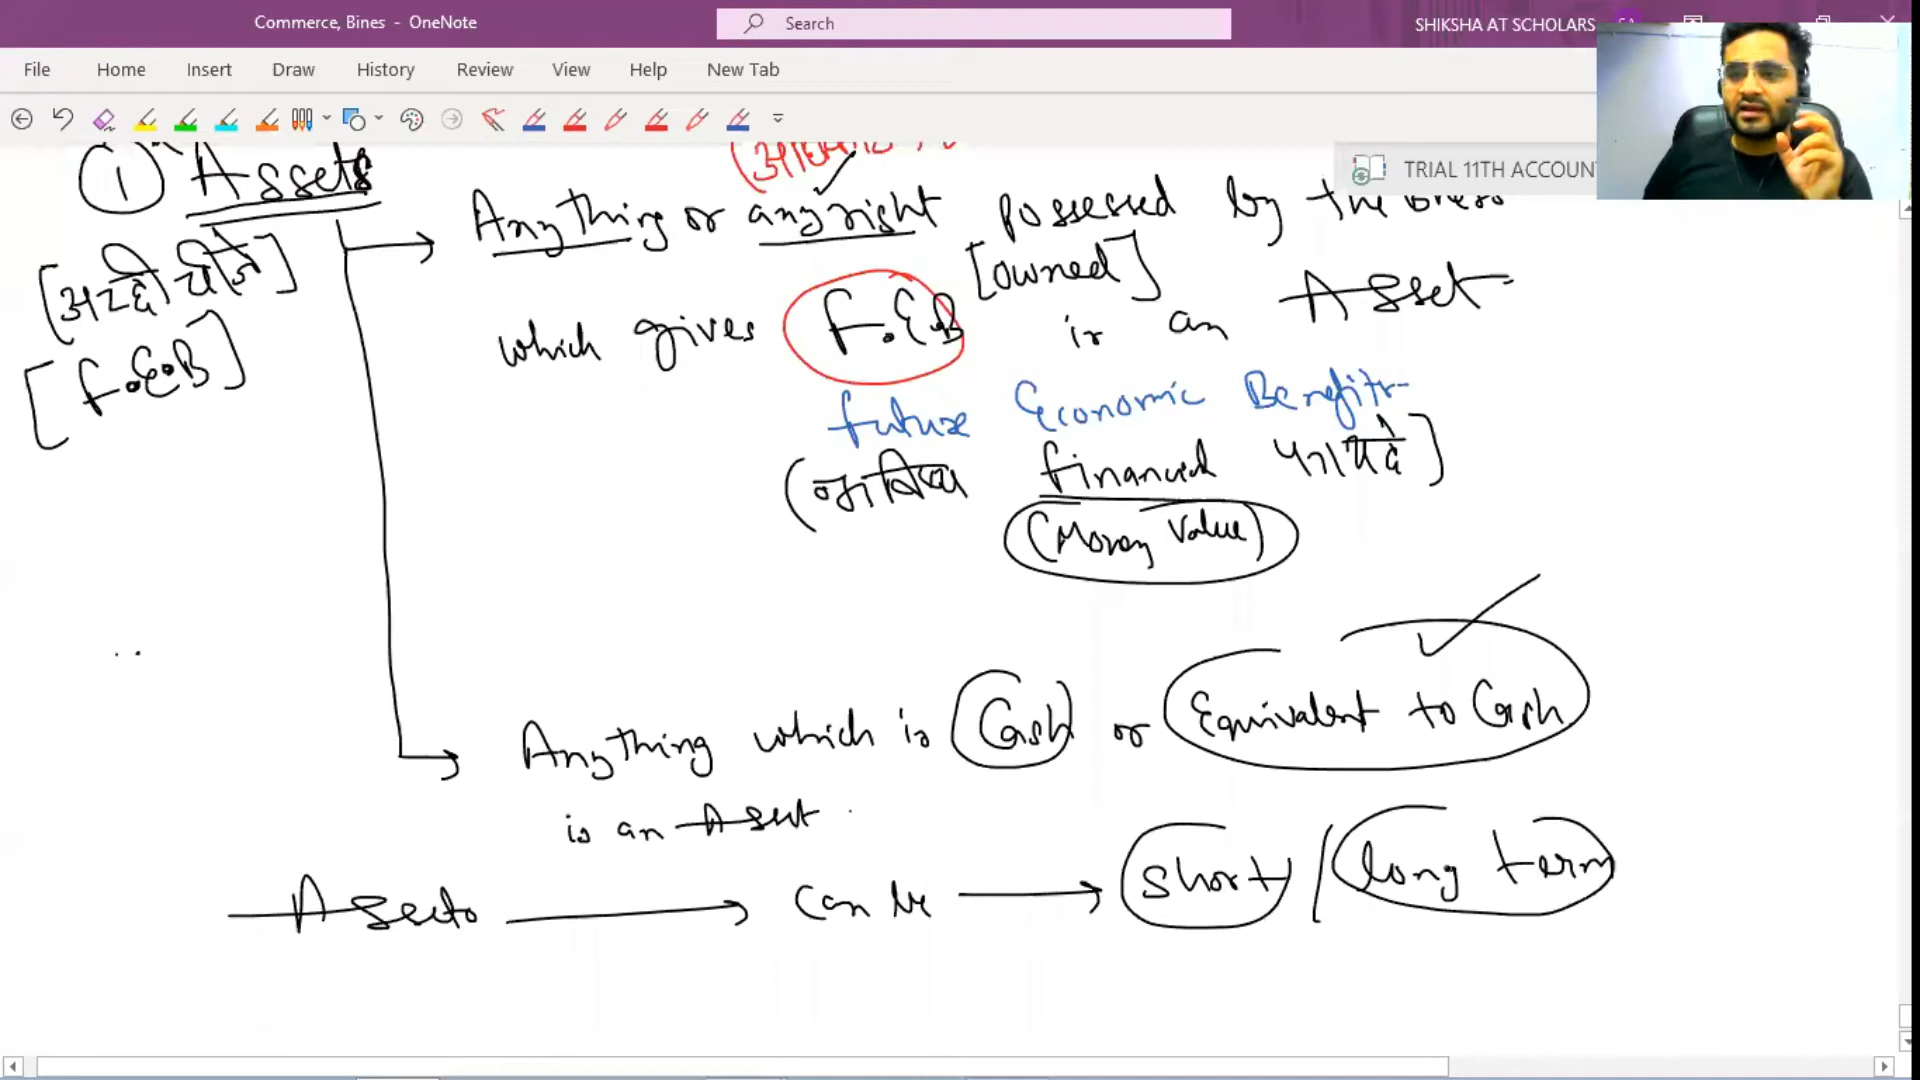 Commerce, Bines - OneNote
Search
SHIKSHA AT SCHOLARS
File Home Insert Draw History Review View Help New Tab
TRIAL 11TH ACCOUN
① Assets
[अच्छी चीजें]
[F.E.B]
Anything or any right possessed by the Biness
[owned]
which gives F.E.B is an Asset
future Economic Benefits
(भविष्य financial फायदे]
(Money Value)
Anything which is Cash or Equivalent to Cash
is an Asset
Assets can be short / long term